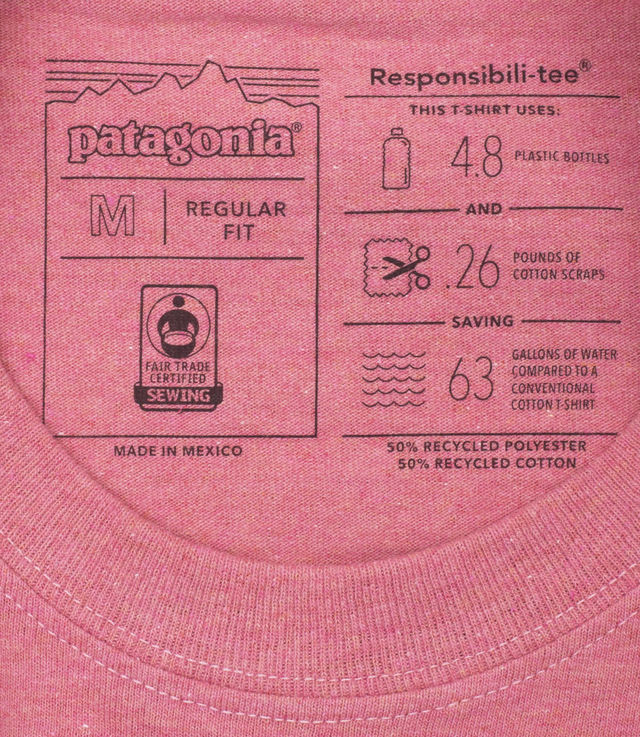 patagonia®
M
REGULAR
FIT
FAIR TRADE
CERTIFIED
SEWING
MADE IN MEXICO
Responsibili-tee®
THIS T-SHIRT USES:
4.8 PLASTIC BOTTLES
AND
.26 POUNDS OF
COTTON SCRAPS
SAVING
63 GALLONS OF WATER
COMPARED TO A
CONVENTIONAL
COTTON T-SHIRT
50% RECYCLED POLYESTER
50% RECYCLED COTTON